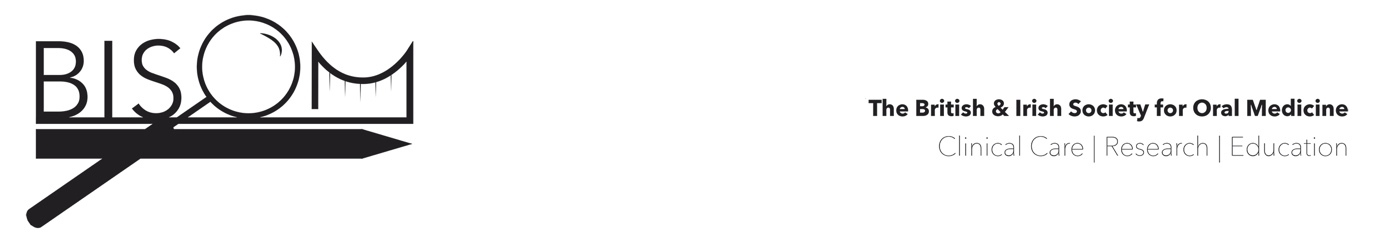 BISOM
The British & Irish Society for Oral Medicine
Clinical Care | Research | Education